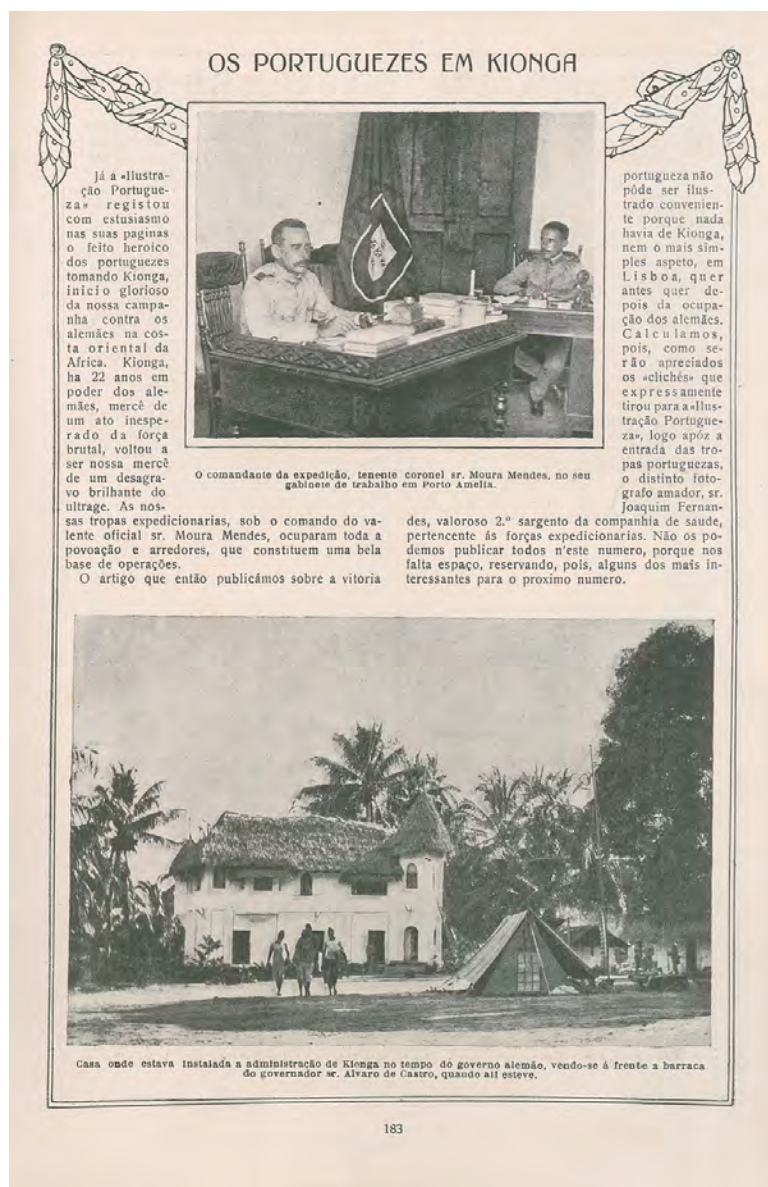 OS PORTUGUEZES EM KIONGA
Já a «Ilustra-
ção Portugue-
za» registou
com estusiasmo
nas suas paginas
o feito heroico
dos portuguezes
tomando Kionga,
inicio glorioso
da nossa campa-
nha contra os
alemães na cos-
ta oriental da
Africa. Kionga,
ha 22 anos em
poder dos ale-
mães, mercê de
um ato inespe-
rado da força
brutal, voltou a
ser nossa mercê
de um desagra-
vo brilhante do
ultrage. As nos-
sas tropas expedicionarias, sob o comando do va-
lente oficial sr. Moura Mendes, ocuparam toda a
povoação e arredores, que constituem uma bela
base de operações.
O artigo que então publicámos sobre a vitoria
portugueza não
pôde ser ilus-
trado convenien-
te porque nada
havia de Kionga,
nem o mais sim-
ples aspeto, em
Lisboa, quer
antes quer de-
pois da ocupa-
ção dos alemães.
Calculamos,
pois, como se-
rão apreciados
os «clichés» que
expressamente
tirou para a «Ilus-
tração Portugue-
za», logo apóz a
entrada das tro-
pas portuguezas,
o distinto foto-
grafo amador, sr.
Joaquim Fernan-
des, valoroso 2.º sargento da companhia de saude,
pertencente ás forças expedicionarias. Não os po-
demos publicar todos n'este numero, porque nos
falta espaço, reservando, pois, alguns dos mais in-
teressantes para o proximo numero.
O comandante da expedição, tenente coronel sr. Moura Mendes, no seu
gabinete de trabalho em Porto Amelia.
Casa onde estava instalada a administração de Kionga no tempo do governo alemão, vendo-se á frente a barraca
do governador sr. Alvaro de Castro, quando ali esteve.
183